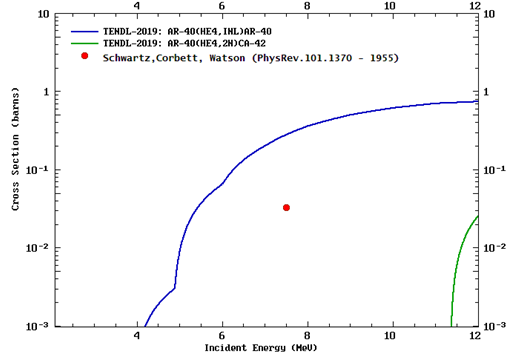 4 6 8 10 12
10 10
TENDL-2019: AR-40(HE4,INL)AR-40
TENDL-2019: AR-40(HE4,2N)CA-42
Schwartz,Corbett, Watson (PhysRev.101.1370 - 1955)
1 1
Cross Section (barns)
10⁻¹ 10⁻¹
10⁻² 10⁻²
10⁻³ 10⁻³
4 6 8 10 12
Incident Energy (MeV)